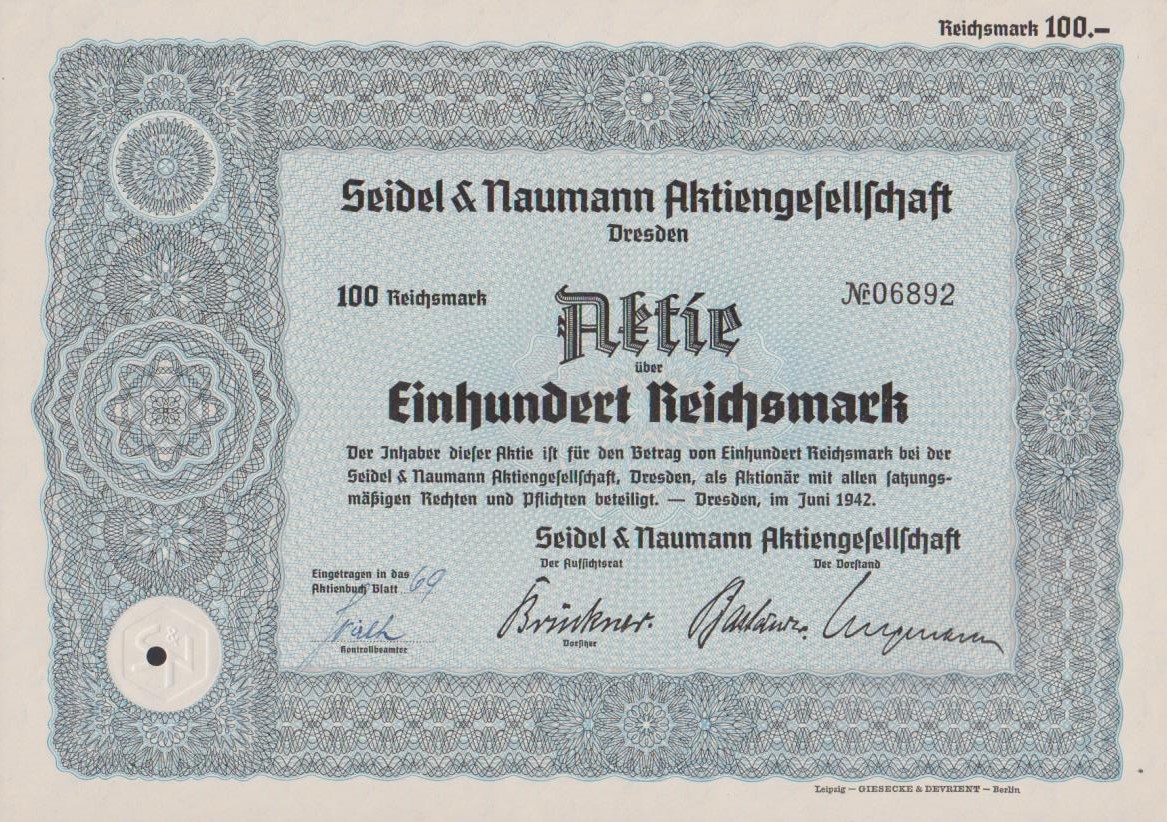 Reichsmark 100.–
Seidel & Naumann Aktiengeſellſchaft
Dresden
100 Reichsmark
№ 06892
Aktie
über
Einhundert Reichsmark
Der Inhaber dieſer Aktie iſt für den Betrag von Einhundert Reichsmark bei der
Seidel & Naumann Aktiengeſellſchaft, Dresden, als Aktionär mit allen ſatzungs-
mäßigen Rechten und Pflichten beteiligt. — Dresden, im Juni 1942.
Seidel & Naumann Aktiengeſellſchaft
Der Aufſichtsrat
Der Vorſtand
Eingetragen in das
Aktienbuch Blatt 69
Brückner.
Vorſitzer
Kontrollbeamter
S & N
Leipzig — GIESECKE & DEVRIENT — Berlin